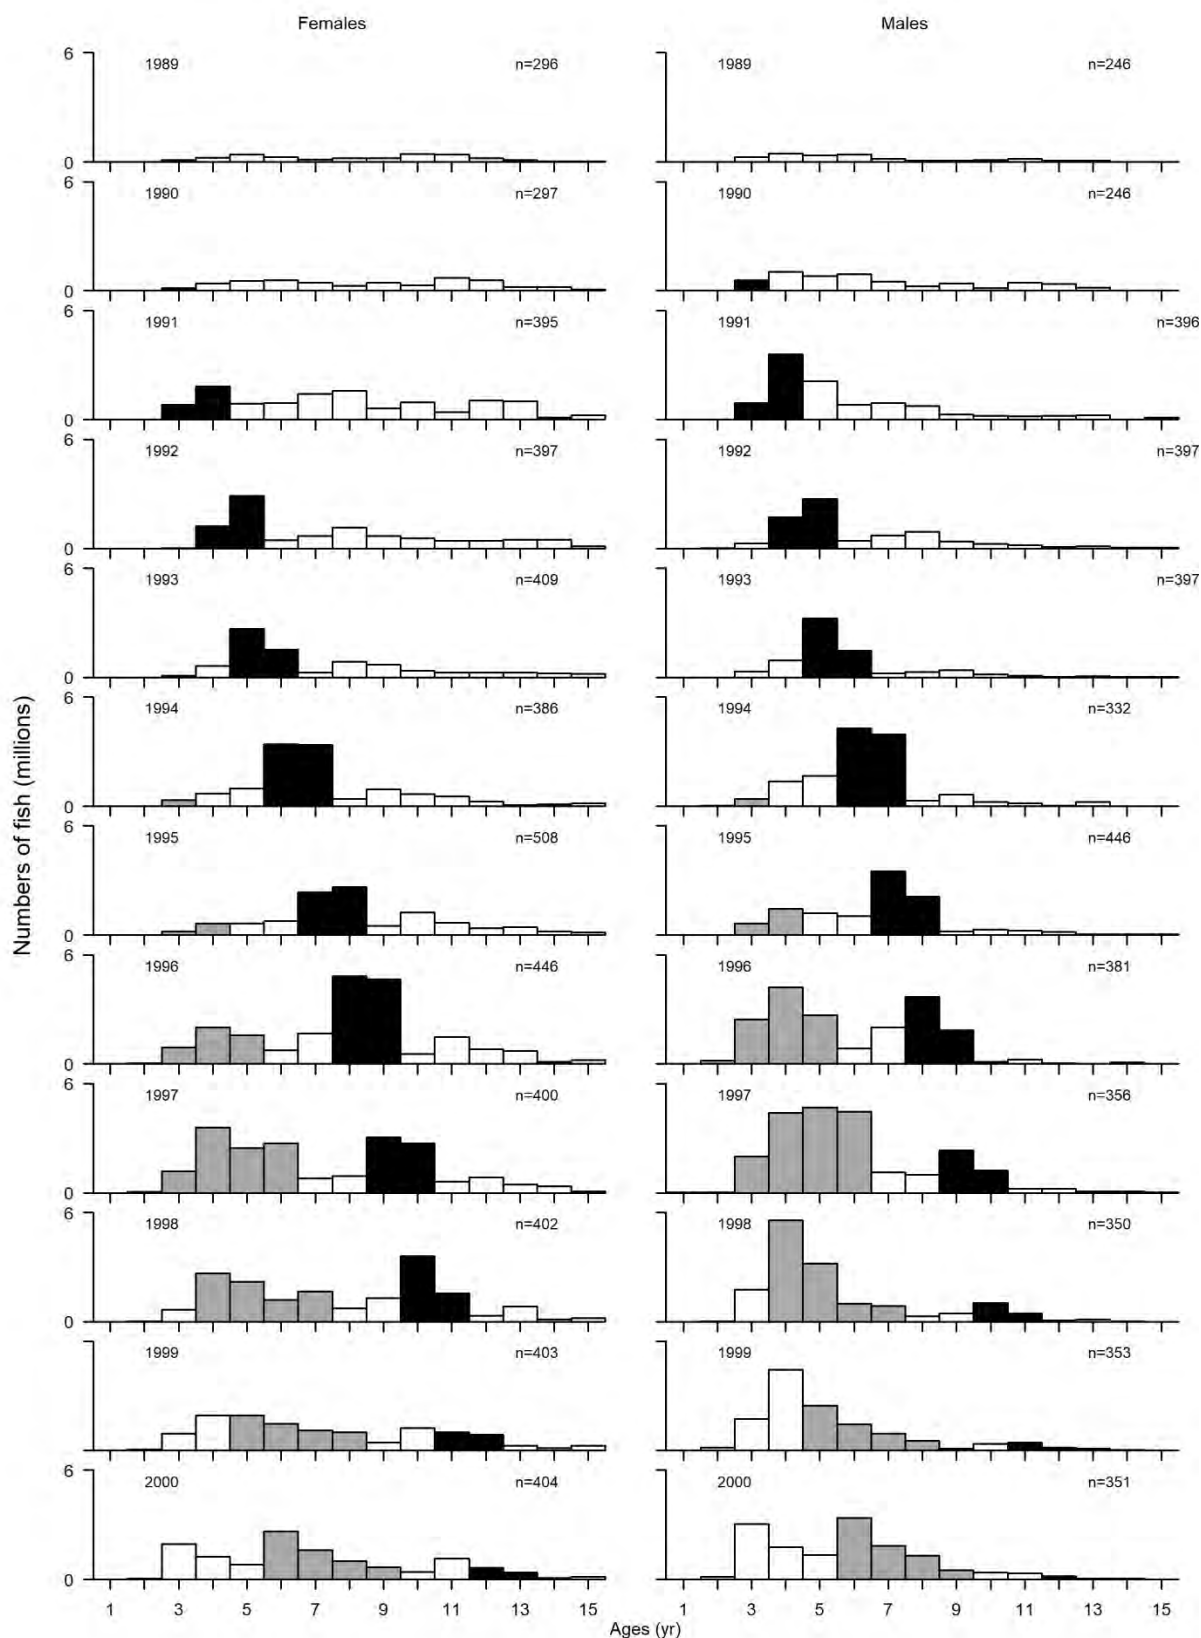 Females Males
6 1989 n=296 1989 n=246
0
6 1990 n=297 1990 n=246
0
6 1991 n=395 1991 n=396
0
6 1992 n=397 1992 n=397
0
6 1993 n=409 1993 n=397
0
6 1994 n=386 1994 n=332
0
6 1995 n=508 1995 n=446
0
6 1996 n=446 1996 n=381
0
6 1997 n=400 1997 n=356
0
6 1998 n=402 1998 n=350
0
1999 n=403 1999 n=353
0
6 2000 n=404 2000 n=351
0
1 3 5 7 9 11 13 15 1 3 5 7 9 11 13 15
Ages (yr)
Numbers of fish (millions)